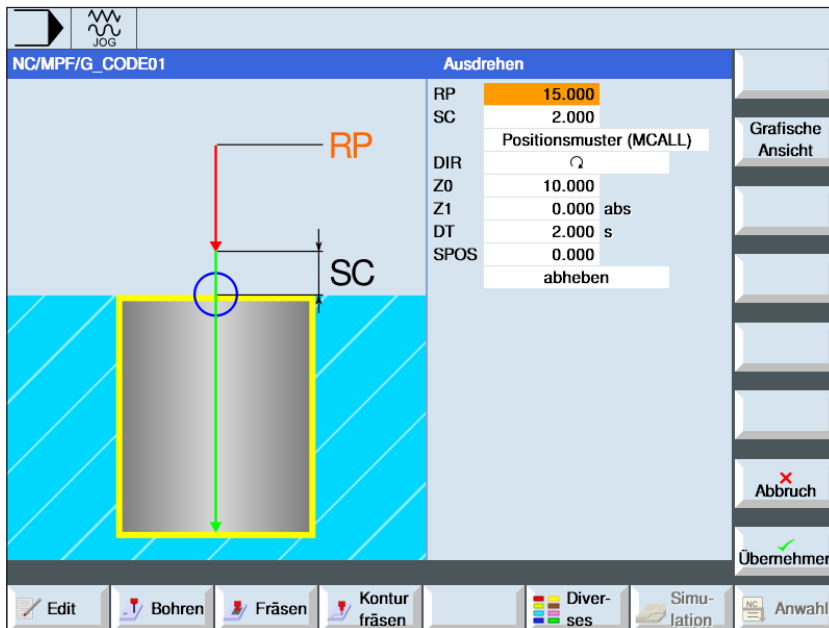 JOG
NC/MPF/G_CODE01
Ausdrehen
RP
SC
RP 15.000
SC 2.000
Positionsmuster (MCALL)
DIR
Z0 10.000
Z1 0.000 abs
DT 2.000 s
SPOS 0.000
abheben
Grafische
Ansicht
Abbruch
Übernehmen
Edit
Bohren
Fräsen
Kontur
fräsen
Diver-
ses
Simu-
lation
NC
Anwahl